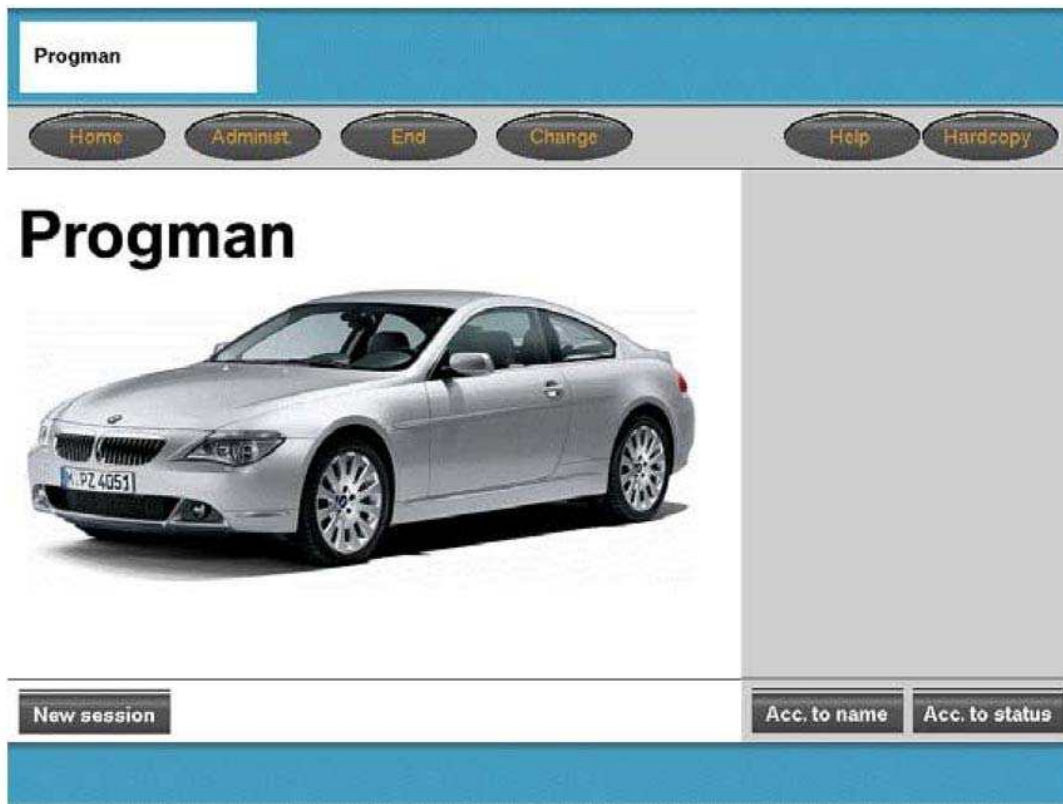 Progman
Home Administ. End Change Help Hardcopy
Progman
M PZ 4051
New session Acc. to name Acc. to status